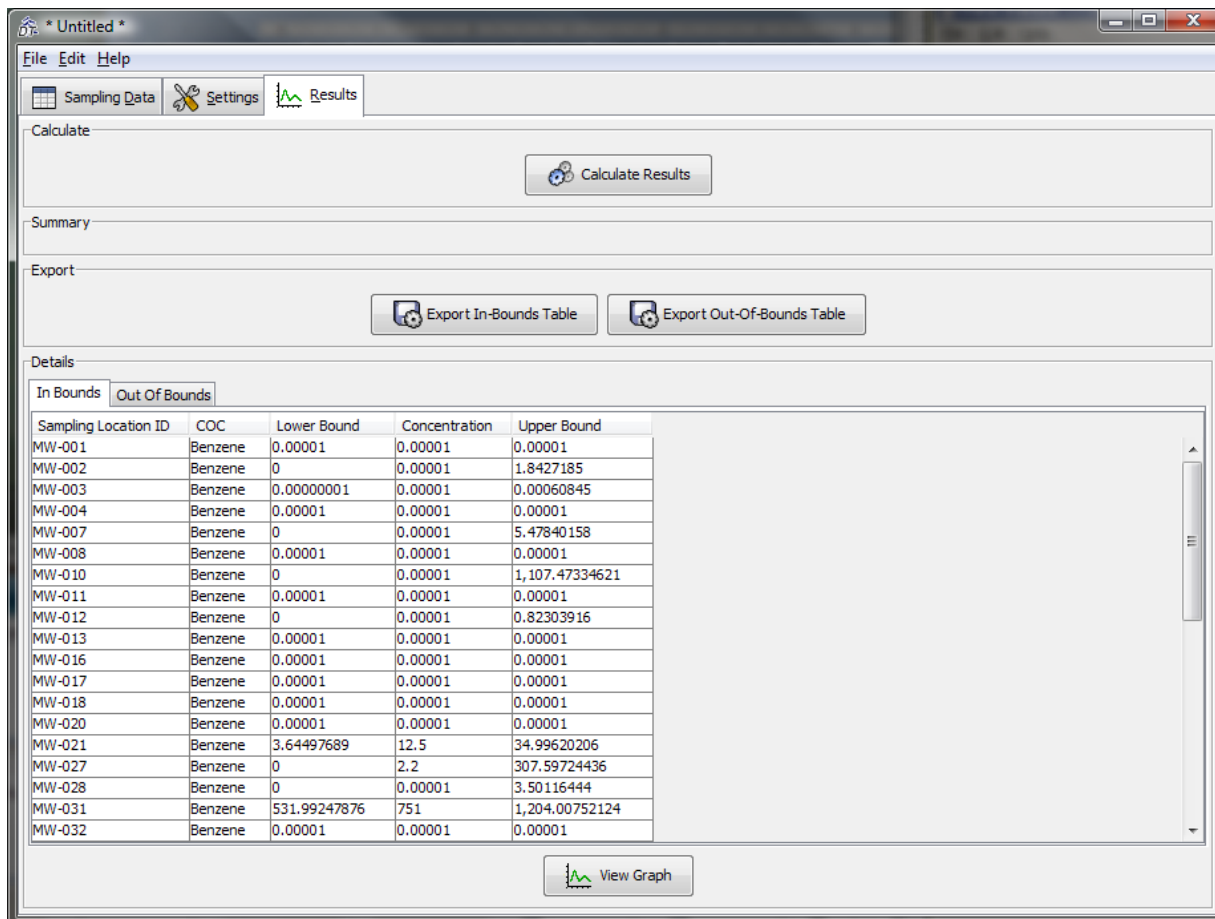 * Untitled *
File Edit Help
Sampling Data Settings Results
Calculate
Calculate Results
Summary
Export
Export In-Bounds Table Export Out-Of-Bounds Table
Details
In Bounds Out Of Bounds
Sampling Location ID COC Lower Bound Concentration Upper Bound
MW-001 Benzene 0.00001 0.00001 0.00001
MW-002 Benzene 0 0.00001 1.8427185
MW-003 Benzene 0.00000001 0.00001 0.00060845
MW-004 Benzene 0.00001 0.00001 0.00001
MW-007 Benzene 0 0.00001 5.47840158
MW-008 Benzene 0.00001 0.00001 0.00001
MW-010 Benzene 0 0.00001 1,107.47334621
MW-011 Benzene 0.00001 0.00001 0.00001
MW-012 Benzene 0 0.00001 0.82303916
MW-013 Benzene 0.00001 0.00001 0.00001
MW-016 Benzene 0.00001 0.00001 0.00001
MW-017 Benzene 0.00001 0.00001 0.00001
MW-018 Benzene 0.00001 0.00001 0.00001
MW-020 Benzene 0.00001 0.00001 0.00001
MW-021 Benzene 3.64497689 12.5 34.99620206
MW-027 Benzene 0 2.2 307.59724436
MW-028 Benzene 0 0.00001 3.50116444
MW-031 Benzene 531.99247876 751 1,204.00752124
MW-032 Benzene 0.00001 0.00001 0.00001
View Graph